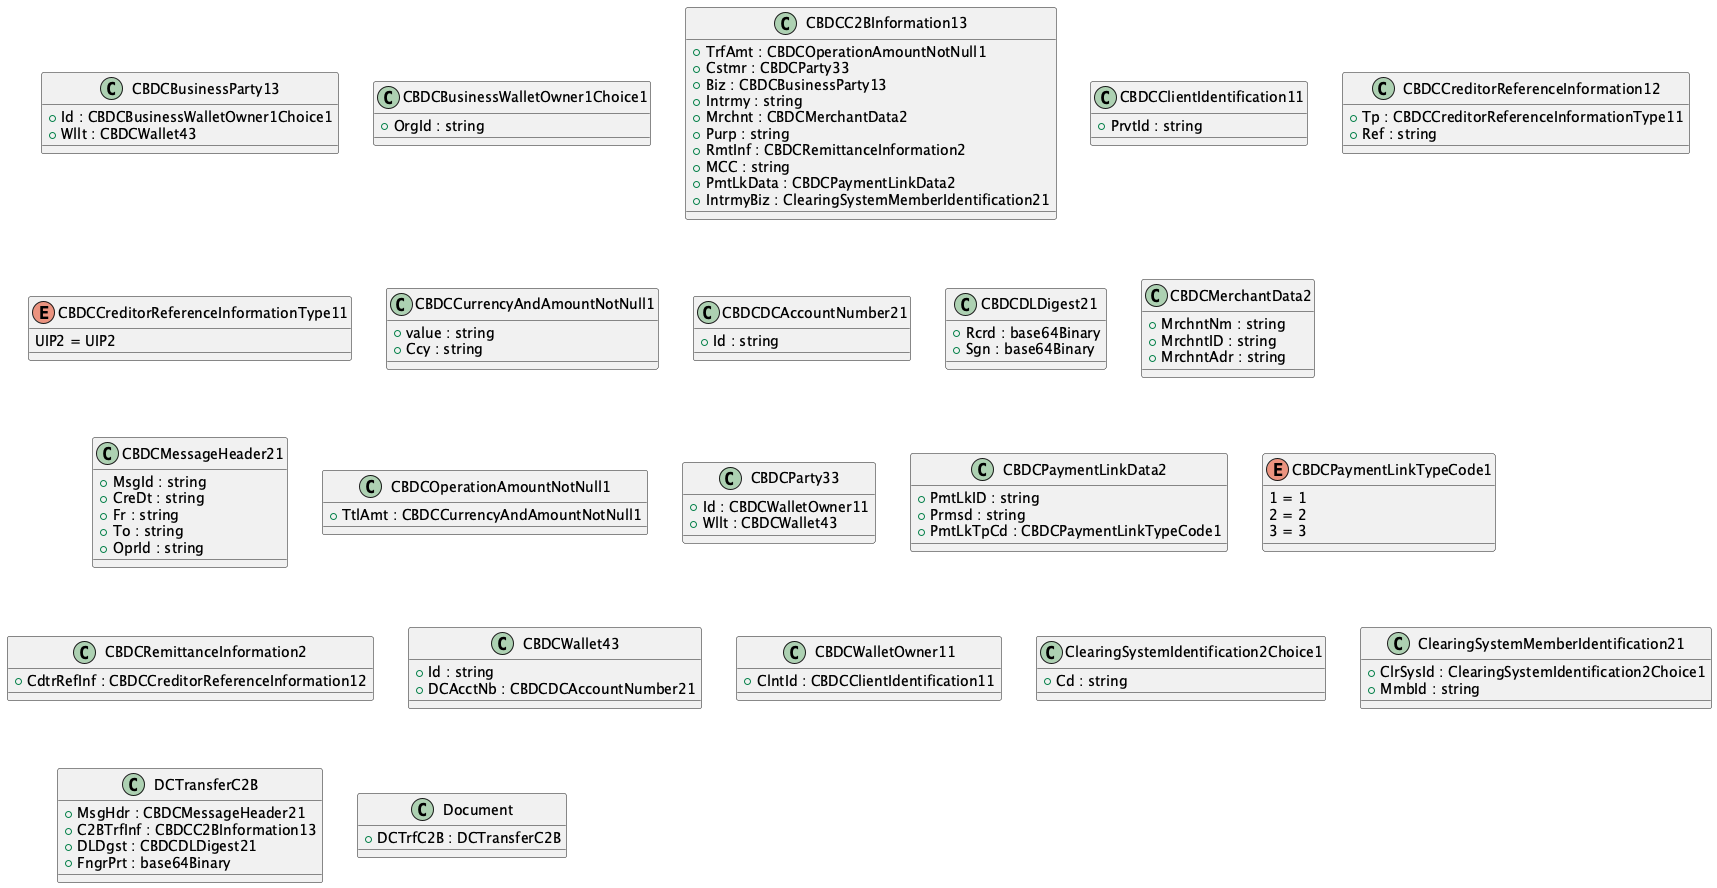 C CBDCBusinessParty13
Id : CBDCBusinessWalletOwner1Choice1
Wllt : CBDCWallet43
C CBDCBusinessWalletOwner1Choice1
OrgId : string
C CBDCC2BInformation13
TrfAmt : CBDCOperationAmountNotNull1
Cstmr : CBDCParty33
Biz : CBDCBusinessParty13
Intrmy : string
Mrchnt : CBDCMerchantData2
Purp : string
RmtInf : CBDCRemittanceInformation2
MCC : string
PmtLkData : CBDCPaymentLinkData2
IntrmyBiz : ClearingSystemMemberIdentification21
C CBDCClientIdentification11
PrvtId : string
C CBDCCreditorReferenceInformation12
Tp : CBDCCreditorReferenceInformationType11
Ref : string
E CBDCCreditorReferenceInformationType11
UIP2 = UIP2
C CBDCCurrencyAndAmountNotNull1
value : string
Ccy : string
C CBDCDCAccountNumber21
Id : string
C CBDCDLDigest21
Rcrd : base64Binary
Sgn : base64Binary
C CBDCMerchantData2
MrchntNm : string
MrchntID : string
MrchntAdr : string
C CBDCMessageHeader21
MsgId : string
CreDt : string
Fr : string
To : string
OprId : string
C CBDCOperationAmountNotNull1
TtlAmt : CBDCCurrencyAndAmountNotNull1
C CBDCParty33
Id : CBDCWalletOwner11
Wllt : CBDCWallet43
C CBDCPaymentLinkData2
PmtLkID : string
Prmsd : string
PmtLkTpCd : CBDCPaymentLinkTypeCode1
E CBDCPaymentLinkTypeCode1
1 = 1
2 = 2
3 = 3
C CBDCRemittanceInformation2
CdtrRefInf : CBDCCreditorReferenceInformation12
C CBDCWallet43
Id : string
DCAcctNb : CBDCDCAccountNumber21
C CBDCWalletOwner11
ClntId : CBDCClientIdentification11
C ClearingSystemIdentification2Choice1
Cd : string
C ClearingSystemMemberIdentification21
ClrSysId : ClearingSystemIdentification2Choice1
MmbId : string
C DCTransferC2B
MsgHdr : CBDCMessageHeader21
C2BTrfInf : CBDCC2BInformation13
DLDgst : CBDCDLDigest21
FngrPrt : base64Binary
C Document
DCTrfC2B : DCTransferC2B